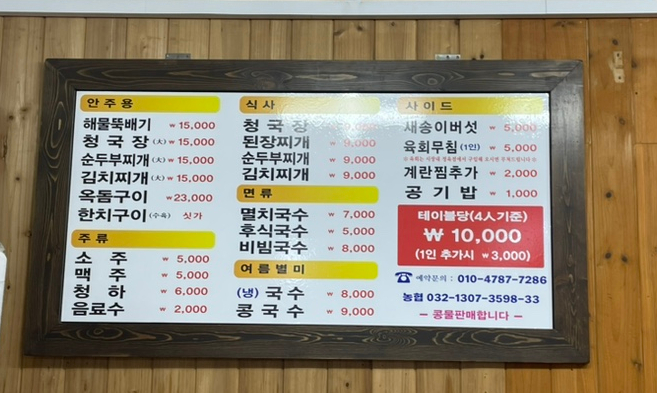 안주용
해물뚝배기 ₩ 15,000
청국장(大) ₩ 15,000
순두부찌개(大) ₩ 15,000
김치찌개(大) ₩ 15,000
옥돔구이 ₩23,000
한치구이(수육) 싯가
주류
소주 ₩ 5,000
맥주 ₩ 5,000
청하 ₩ 6,000
음료수 ₩ 2,000
식사
청국장
된장찌개 ₩ 9,000
순두부찌개 ₩ 9,000
김치찌개 ₩ 9,000
면류
멸치국수 ₩ 7,000
후식국수 ₩ 5,000
비빔국수 ₩ 8,000
여름별미
(냉) 국수 ₩ 8,000
콩국수 ₩ 9,000
사이드
새송이버섯 ₩ 5,000
육회무침(1인) ₩ 5,000
계란찜추가 ₩ 2,000
공기밥 ₩ 1,000
테이블당(4人기준)
₩ 10,000
(1인 추가시 ₩3,000)
☎ 예약문의 : 010-4787-7286
농협 032-1307-3598-33
— 콩물판매합니다 —